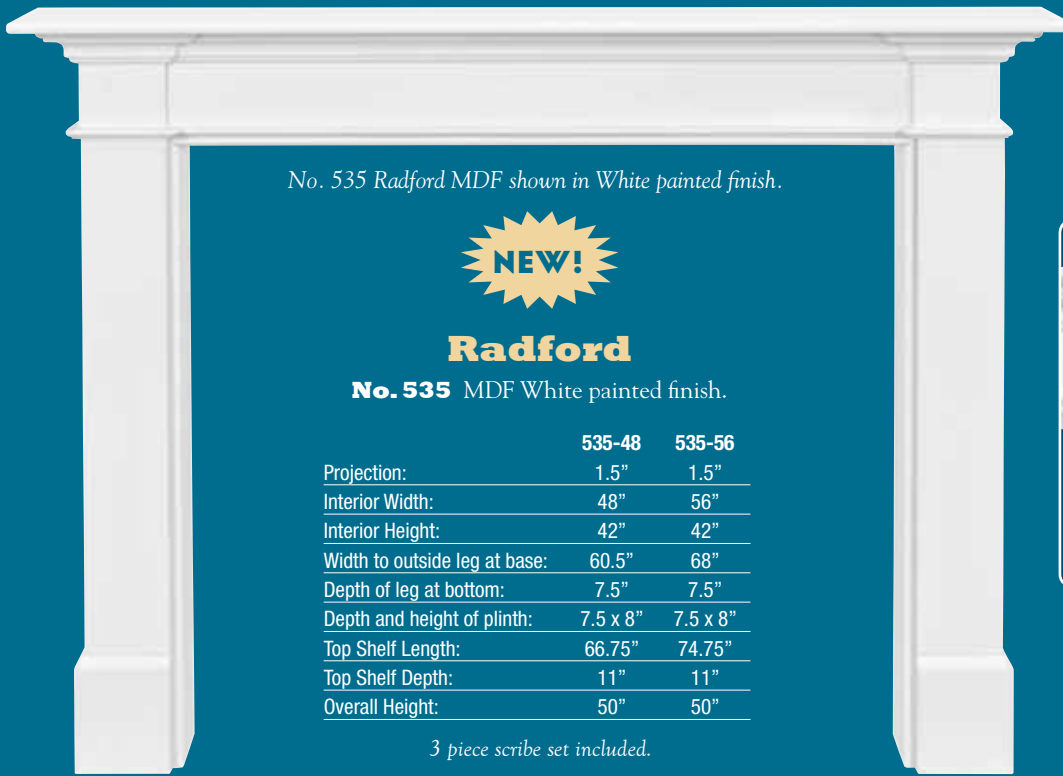 No. 535 Radford MDF shown in White painted finish.
NEW!
Radford
No. 535 MDF White painted finish.
535-48 535-56
Projection: 1.5” 1.5”
Interior Width: 48” 56”
Interior Height: 42” 42”
Width to outside leg at base: 60.5” 68”
Depth of leg at bottom: 7.5” 7.5”
Depth and height of plinth: 7.5 x 8” 7.5 x 8”
Top Shelf Length: 66.75” 74.75”
Top Shelf Depth: 11” 11”
Overall Height: 50” 50”
3 piece scribe set included.